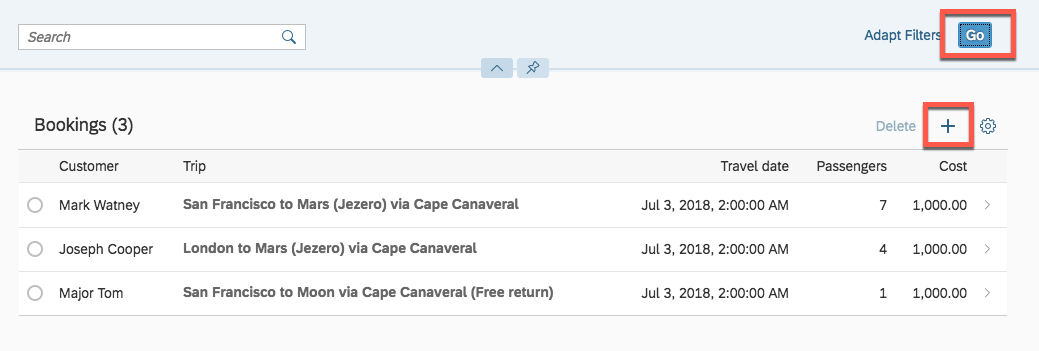 Search Adapt Filters Go
Bookings (3) Delete
Customer Trip Travel date Passengers Cost
Mark Watney San Francisco to Mars (Jezero) via Cape Canaveral Jul 3, 2018, 2:00:00 AM 7 1,000.00
Joseph Cooper London to Mars (Jezero) via Cape Canaveral Jul 3, 2018, 2:00:00 AM 4 1,000.00
Major Tom San Francisco to Moon via Cape Canaveral (Free return) Jul 3, 2018, 2:00:00 AM 1 1,000.00